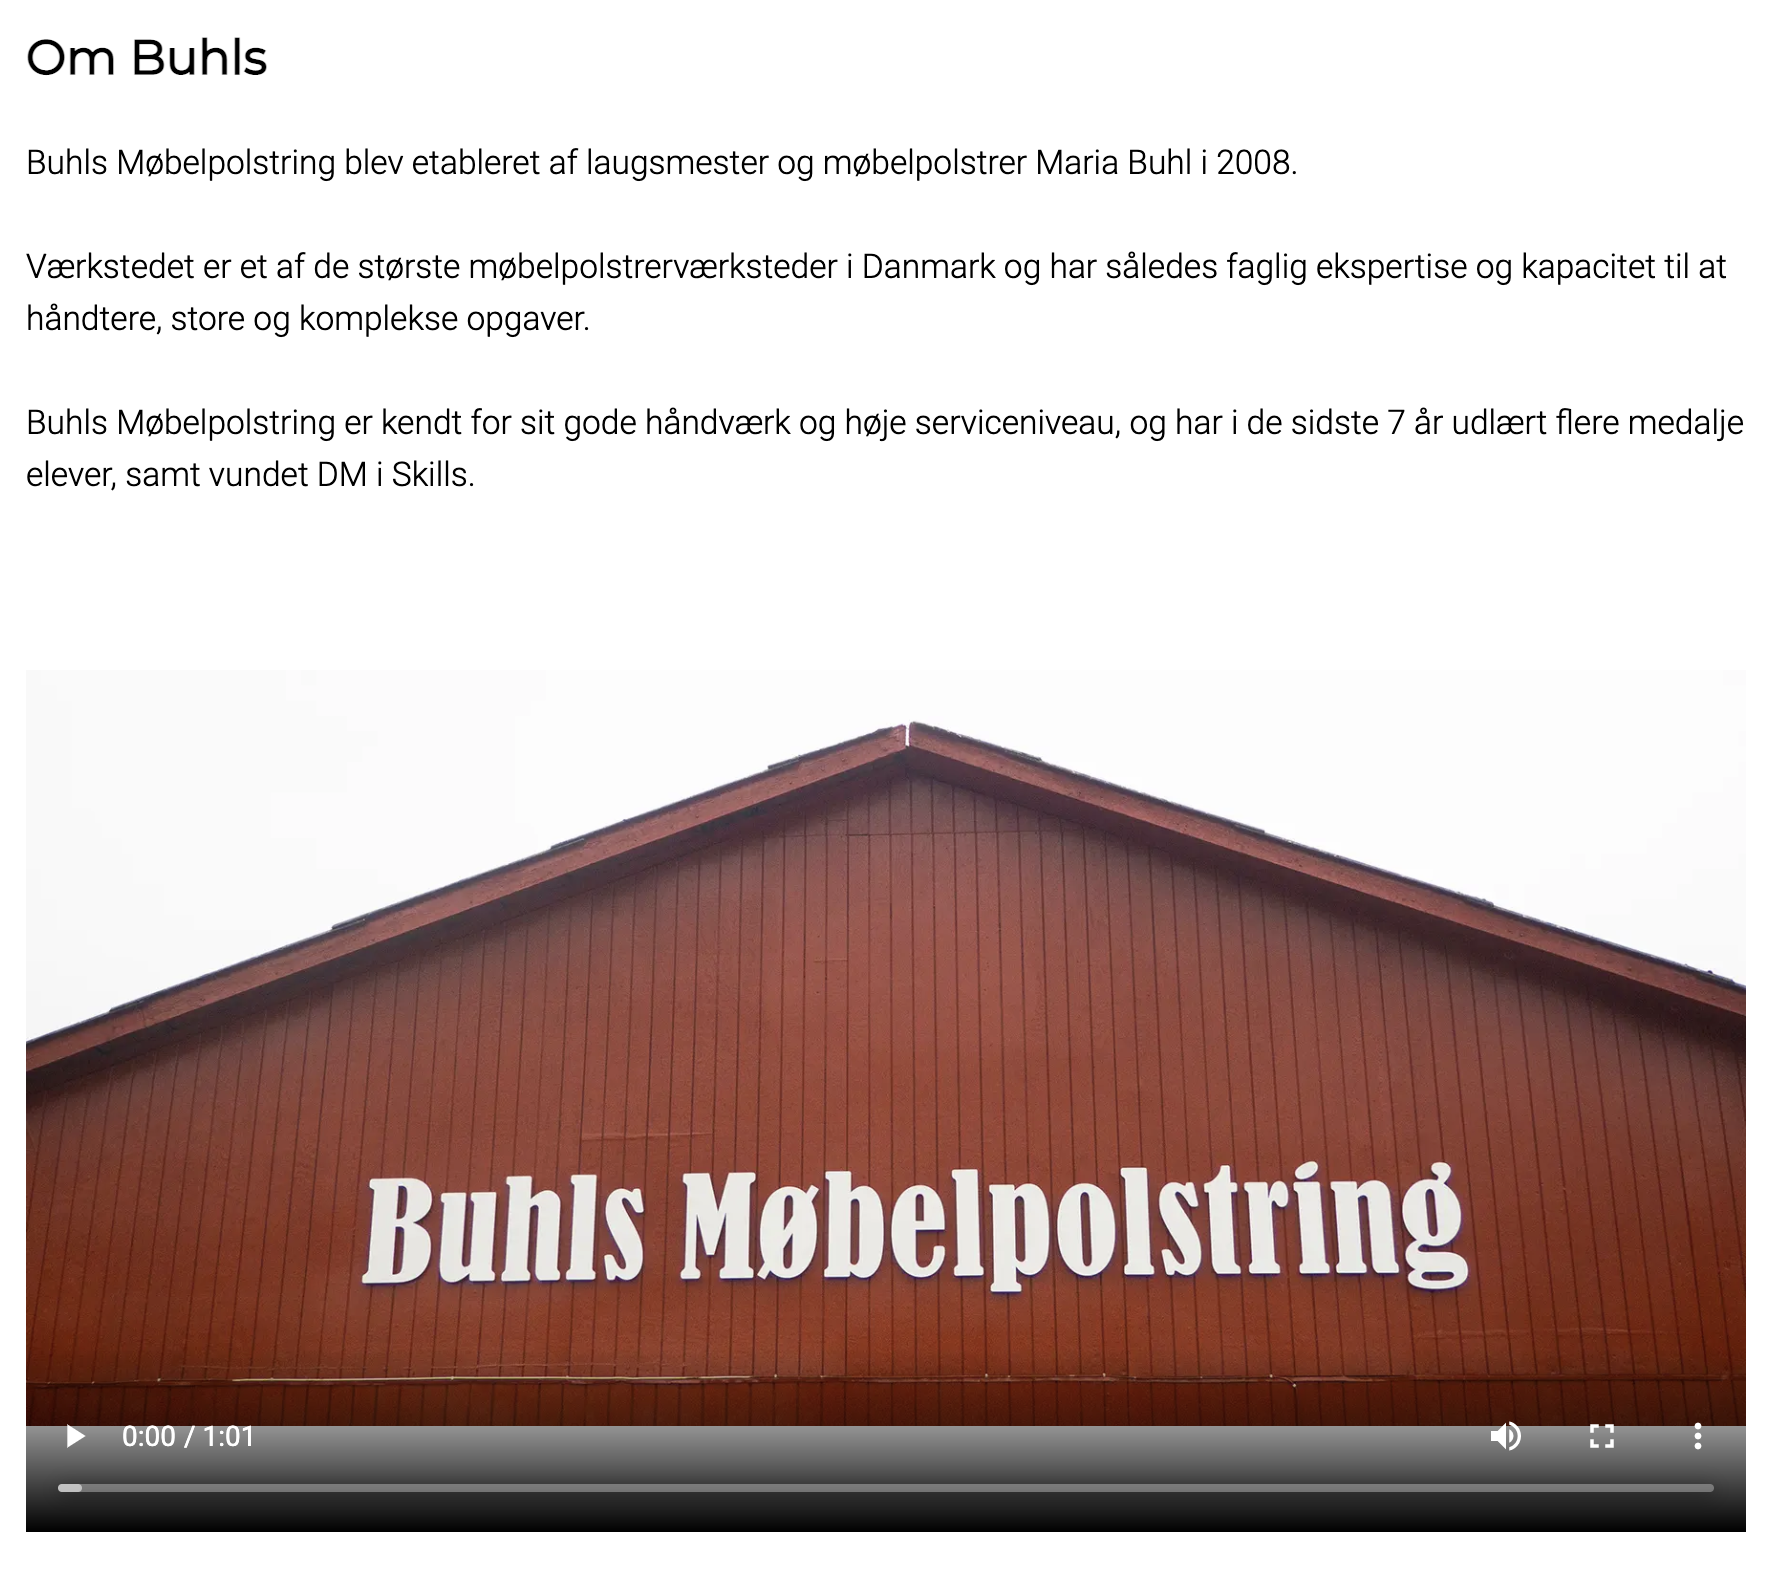 Om Buhls
Buhls Møbelpolstring blev etableret af laugsmester og møbelpolstrer Maria Buhl i 2008.
Værkstedet er et af de største møbelpolstrerværksteder i Danmark og har således faglig ekspertise og kapacitet til at
håndtere, store og komplekse opgaver.
Buhls Møbelpolstring er kendt for sit gode håndværk og høje serviceniveau, og har i de sidste 7 år udlært flere medalje
elever, samt vundet DM i Skills.
Buhls Møbelpolstring
0:00 / 1:01